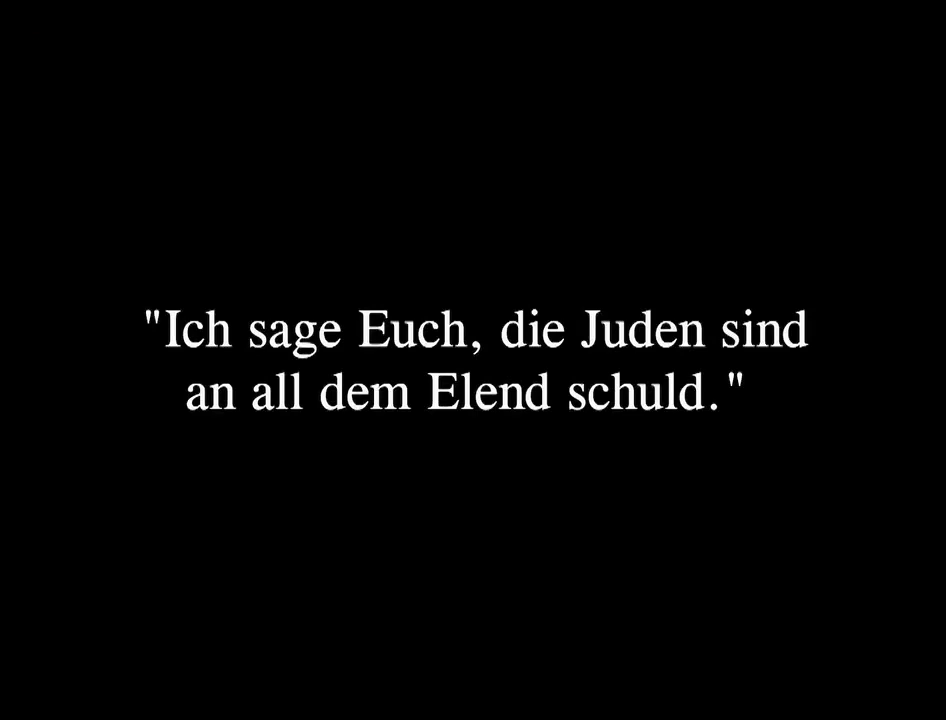 "Ich sage Euch, die Juden sind
an all dem Elend schuld."